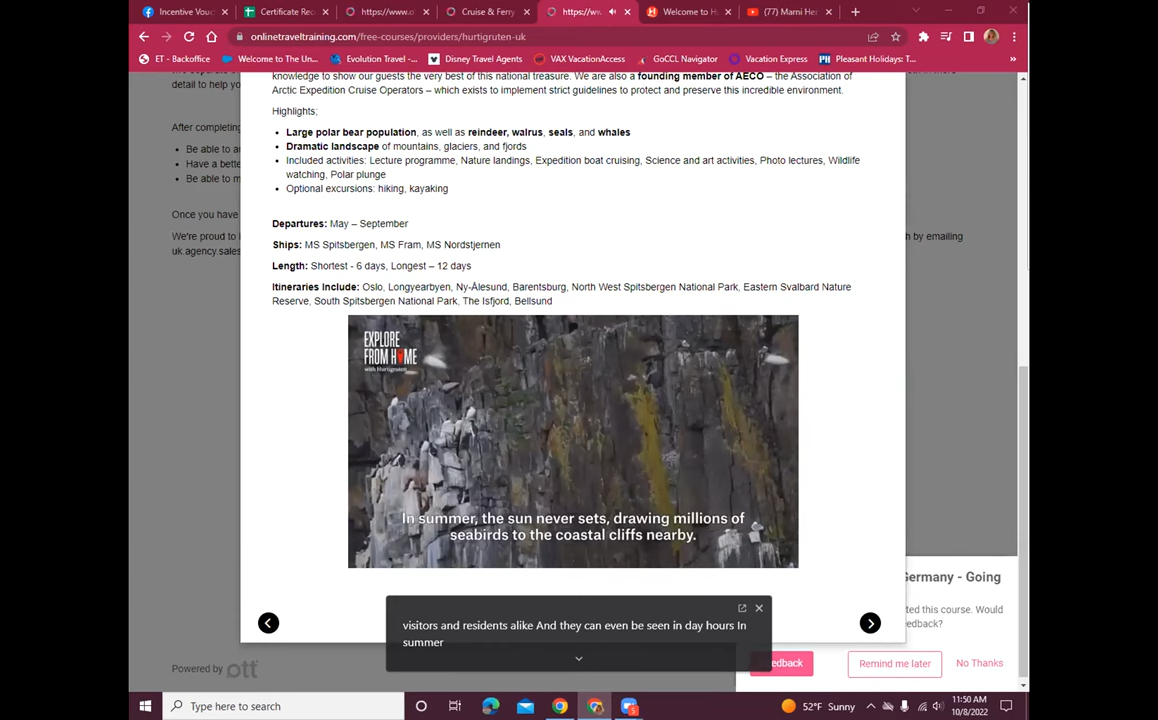 Incentive Vouc
Certificate Rec
https://www.o
Cruise & Ferry
https://ww
Welcome to H
(77) Marni He
onlinetraveltraining.com/free-courses/providers/hurtigruten-uk
ET - Backoffice
Welcome to The Un...
Evolution Travel -...
Disney Travel Agents
VAX VacationAccess
GoCCL Navigator
Vacation Express
Pleasant Holidays: T...
knowledge to show our guests the very best of this national treasure. We are also a founding member of AECO – the Association of
Arctic Expedition Cruise Operators – which exists to implement strict guidelines to protect and preserve this incredible environment.
detail to help you
Highlights;
After completing
Large polar bear population, as well as reindeer, walrus, seals, and whales
Be able to a
Dramatic landscape of mountains, glaciers, and fjords
Have a bette
Included activities: Lecture programme, Nature landings, Expedition boat cruising, Science and art activities, Photo lectures, Wildlife
watching, Polar plunge
Be able to m
Optional excursions: hiking, kayaking
Once you have
Departures: May – September
We're proud to
h by emailing
uk.agency.sales
Ships: MS Spitsbergen, MS Fram, MS Nordstjernen
Length: Shortest - 6 days, Longest – 12 days
Itineraries Include: Oslo, Longyearbyen, Ny-Ålesund, Barentsburg, North West Spitsbergen National Park, Eastern Svalbard Nature
Reserve, South Spitsbergen National Park, The Isfjord, Bellsund
EXPLORE
FROM HOME
with Hurtigruten
In summer, the sun never sets, drawing millions of
seabirds to the coastal cliffs nearby.
Germany - Going
ted this course. Would
edback?
visitors and residents alike And they can even be seen in day hours In
summer
Powered by ott
edback
Remind me later
No Thanks
Type here to search
52°F Sunny
11:50 AM
10/8/2022